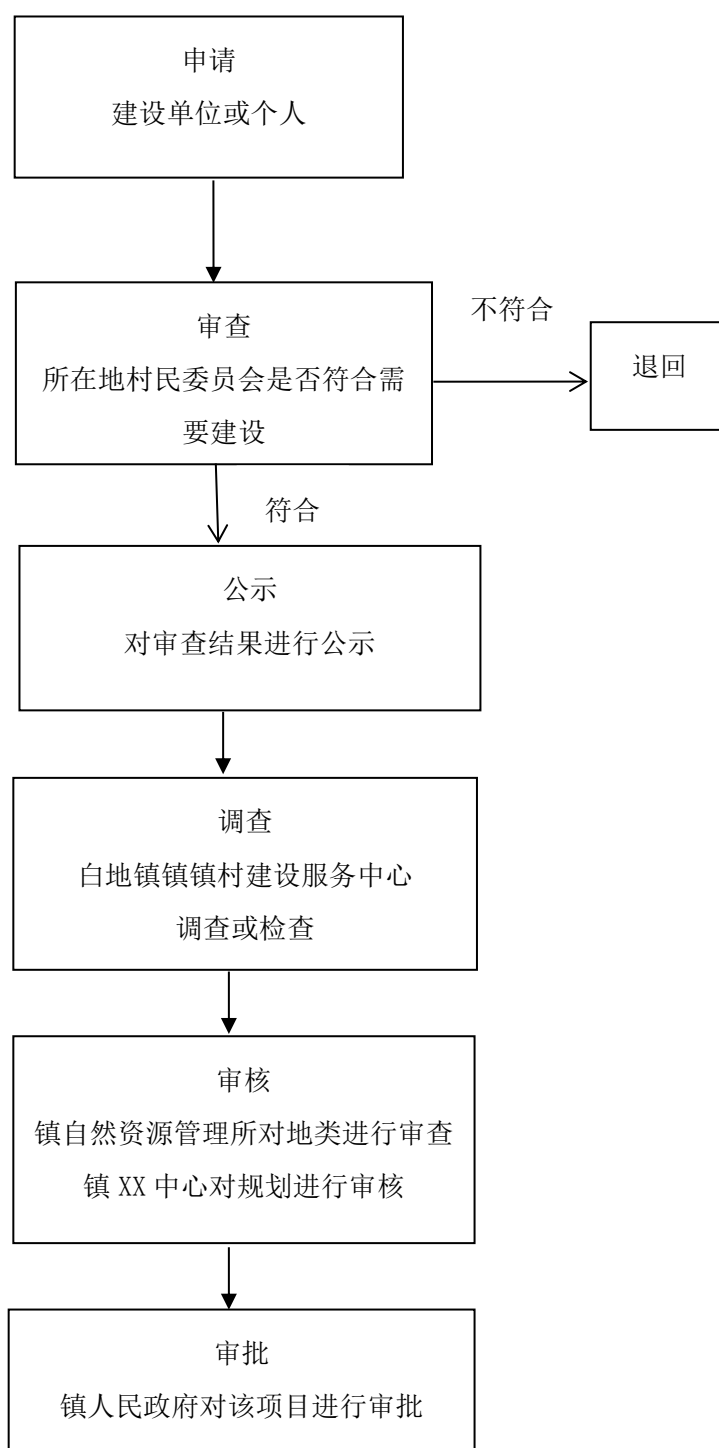 申请
建设单位或个人
审查
所在地村民委员会是否符合需
要建设
不符合
退回
符合
公示
对审查结果进行公示
调查
白地镇镇镇村建设服务中心
调查或检查
审核
镇自然资源管理所对地类进行审查
镇 XX 中心对规划进行审核
审批
镇人民政府对该项目进行审批